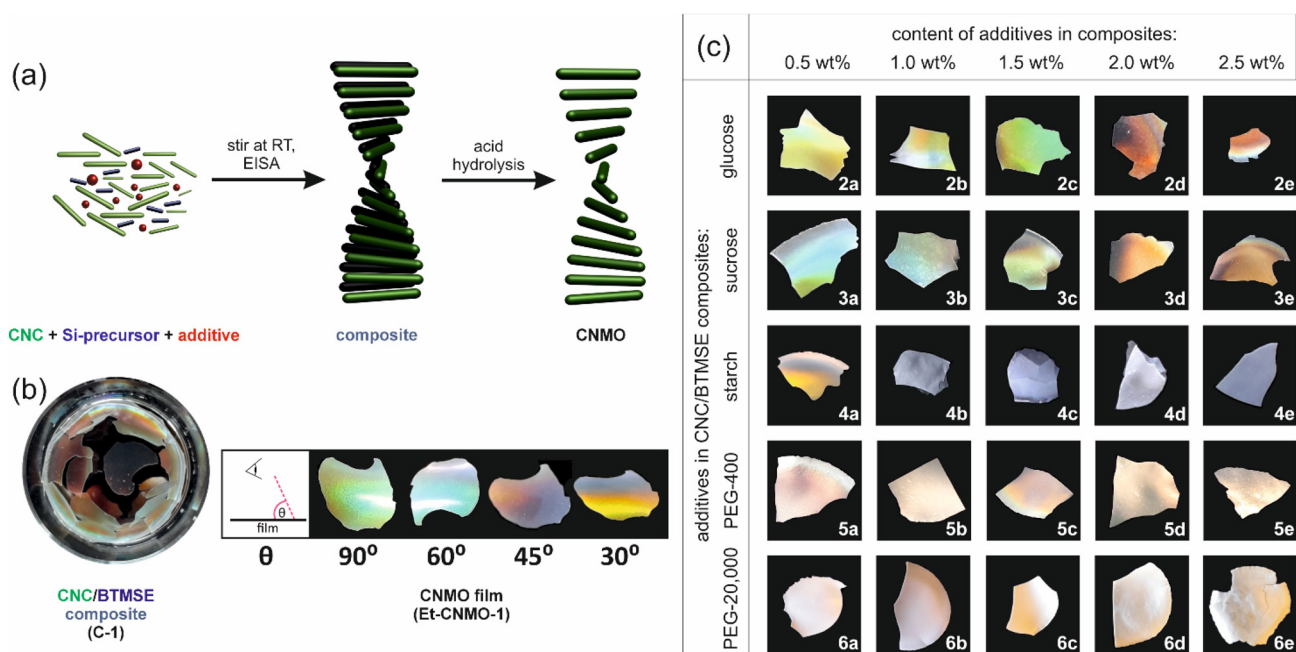 (a)
stir at RT,
EISA
acid
hydrolysis
CNC + Si-precursor + additive
composite
CNMO
(b)
CNC/BTMSE
composite
(C-1)
film
θ
θ
90⁰
60⁰
45⁰
30⁰
CNMO film
(Et-CNMO-1)
(c)
content of additives in composites:
0.5 wt%
1.0 wt%
1.5 wt%
2.0 wt%
2.5 wt%
additives in CNC/BTMSE composites:
glucose
2a
2b
2c
2d
2e
sucrose
3a
3b
3c
3d
3e
starch
4a
4b
4c
4d
4e
PEG-400
5a
5b
5c
5d
5e
PEG-20,000
6a
6b
6c
6d
6e